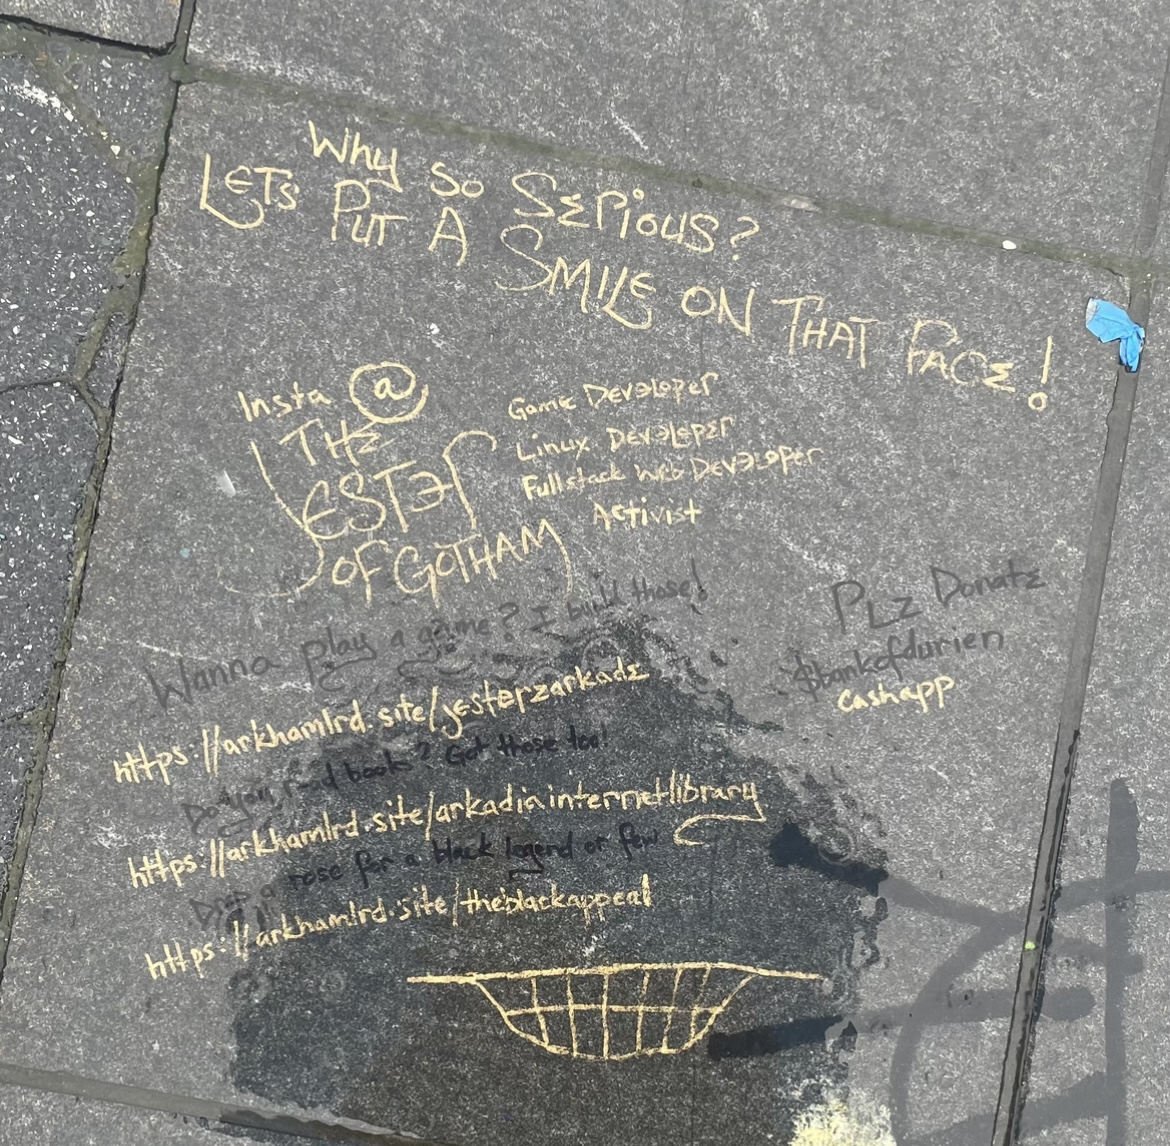 Why So Serious?
LETS PUT A SMILE ON THAT FACE!
Insta @
THE
JESTEr
OF GOTHAM
Game Developer
Linux Developer
Fullstack Web Developer
Activist
Wanna play a game? I build those!
https://arkhamlrd.site/jesterzarkade
PLz Donate
$bankofdurien
cashapp
Do you read books? Got those too!
https://arkhamlrd.site/arkadiainternetlibrary
Drop a rose for a black legend or few
https://arkhamlrd.site/theblackappeal